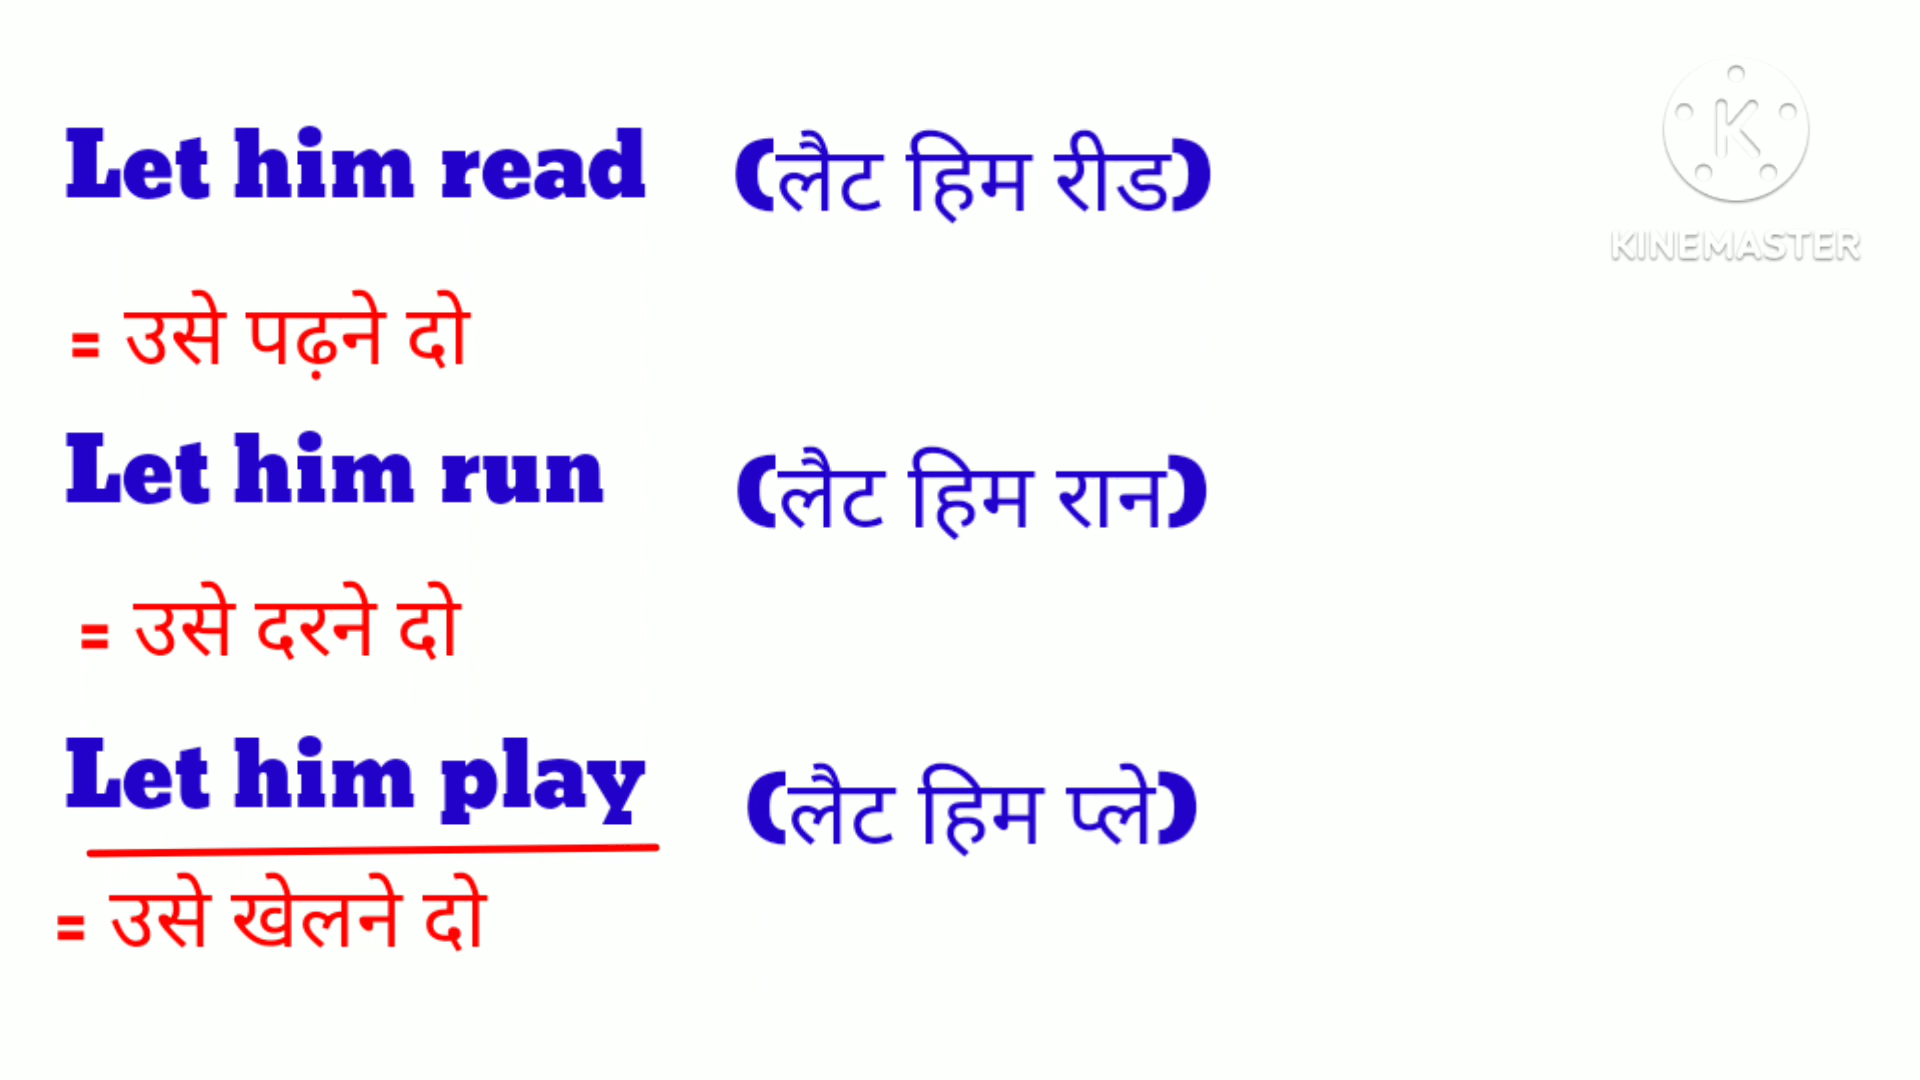 Let him read (लैट हिम रीड)
KINEMASTER
= उसे पढ़ने दो
Let him run (लैट हिम रान)
= उसे दरने दो
Let him play (लैट हिम प्ले)
= उसे खेलने दो